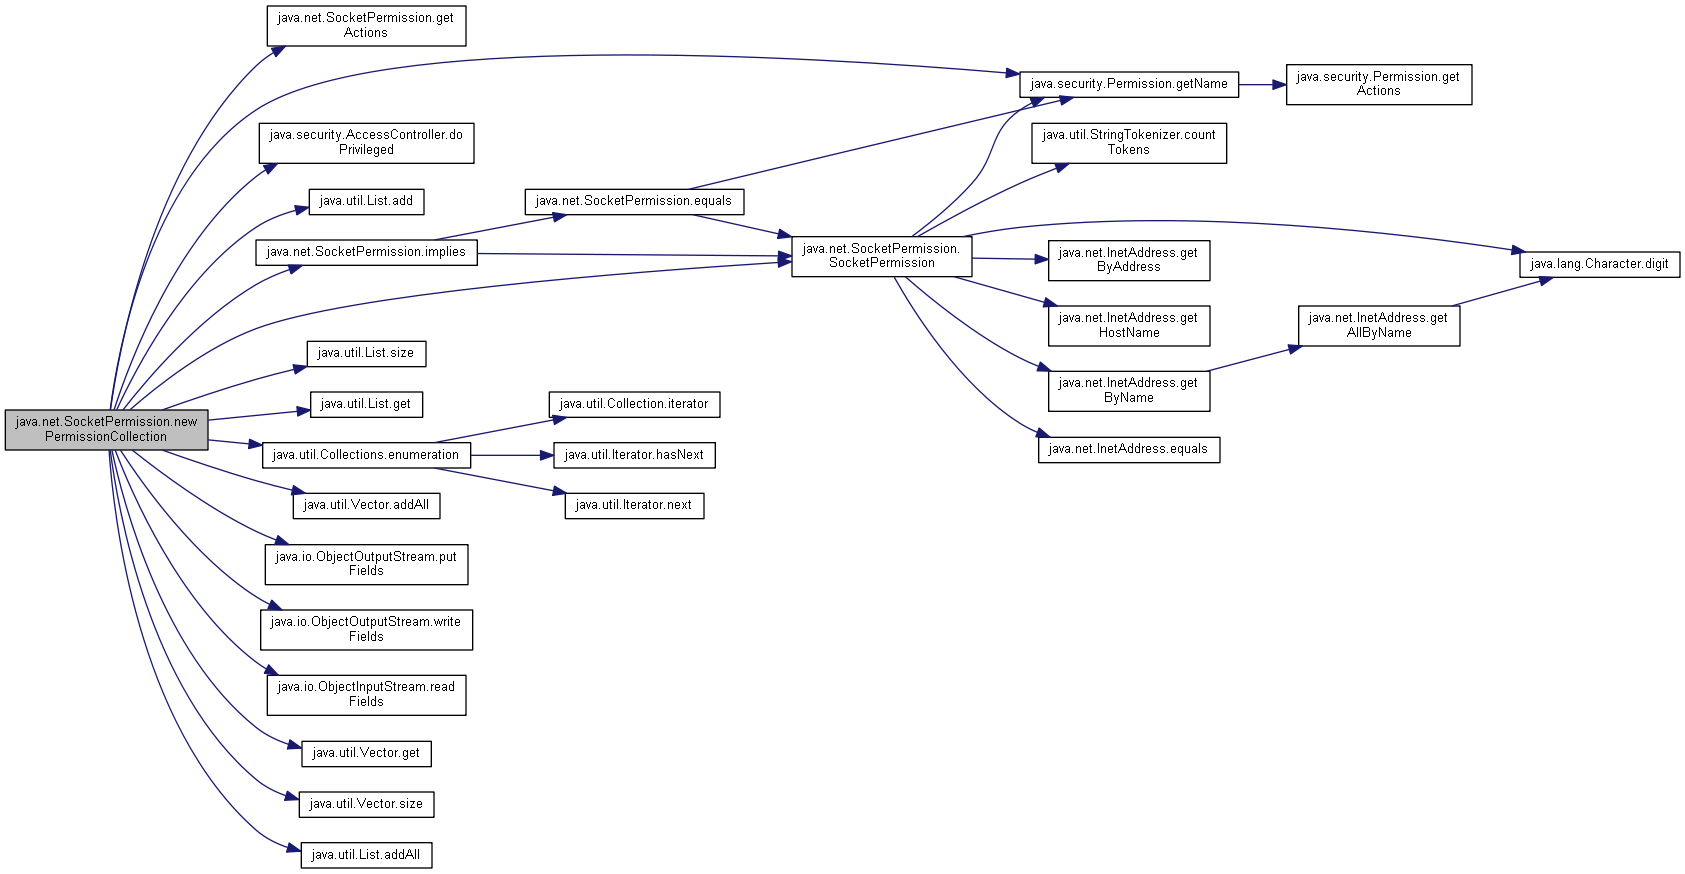 java.net.SocketPermission.get
Actions
java.security.Permission.getName
java.security.Permission.get
Actions
java.security.AccessController.do
Privileged
java.util.StringTokenizer.count
Tokens
java.util.List.add
java.net.SocketPermission.equals
java.net.SocketPermission.implies
java.net.SocketPermission.
SocketPermission
java.net.InetAddress.get
ByAddress
java.lang.Character.digit
java.net.InetAddress.get
HostName
java.net.InetAddress.get
AllByName
java.util.List.size
java.net.InetAddress.get
ByName
java.util.List.get
java.util.Collection.iterator
java.net.SocketPermission.new
PermissionCollection
java.util.Collections.enumeration
java.util.Iterator.hasNext
java.net.InetAddress.equals
java.util.Vector.addAll
java.util.Iterator.next
java.io.ObjectOutputStream.put
Fields
java.io.ObjectOutputStream.write
Fields
java.io.ObjectInputStream.read
Fields
java.util.Vector.get
java.util.Vector.size
java.util.List.addAll